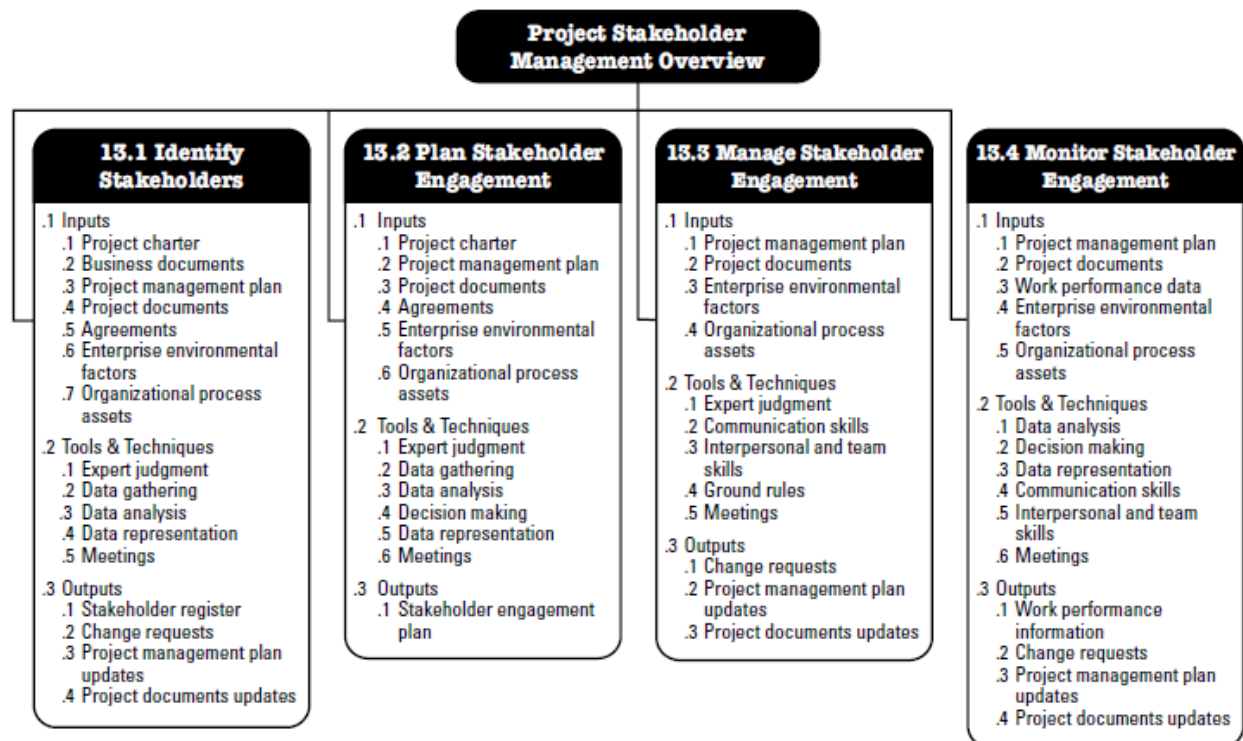 Project Stakeholder
Management Overview
13.1 Identify
Stakeholders
.1 Inputs
.1 Project charter
.2 Business documents
.3 Project management plan
.4 Project documents
.5 Agreements
.6 Enterprise environmental
factors
.7 Organizational process
assets
.2 Tools & Techniques
.1 Expert judgment
.2 Data gathering
.3 Data analysis
.4 Data representation
.5 Meetings
.3 Outputs
.1 Stakeholder register
.2 Change requests
.3 Project management plan
updates
.4 Project documents updates
13.2 Plan Stakeholder
Engagement
.1 Inputs
.1 Project charter
.2 Project management plan
.3 Project documents
.4 Agreements
.5 Enterprise environmental
factors
.6 Organizational process
assets
.2 Tools & Techniques
.1 Expert judgment
.2 Data gathering
.3 Data analysis
.4 Decision making
.5 Data representation
.6 Meetings
.3 Outputs
.1 Stakeholder engagement
plan
13.3 Manage Stakeholder
Engagement
.1 Inputs
.1 Project management plan
.2 Project documents
.3 Enterprise environmental
factors
.4 Organizational process
assets
.2 Tools & Techniques
.1 Expert judgment
.2 Communication skills
.3 Interpersonal and team
skills
.4 Ground rules
.5 Meetings
.3 Outputs
.1 Change requests
.2 Project management plan
updates
.3 Project documents updates
13.4 Monitor Stakeholder
Engagement
.1 Inputs
.1 Project management plan
.2 Project documents
.3 Work performance data
.4 Enterprise environmental
factors
.5 Organizational process
assets
.2 Tools & Techniques
.1 Data analysis
.2 Decision making
.3 Data representation
.4 Communication skills
.5 Interpersonal and team
skills
.6 Meetings
.3 Outputs
.1 Work performance
information
.2 Change requests
.3 Project management plan
updates
.4 Project documents updates